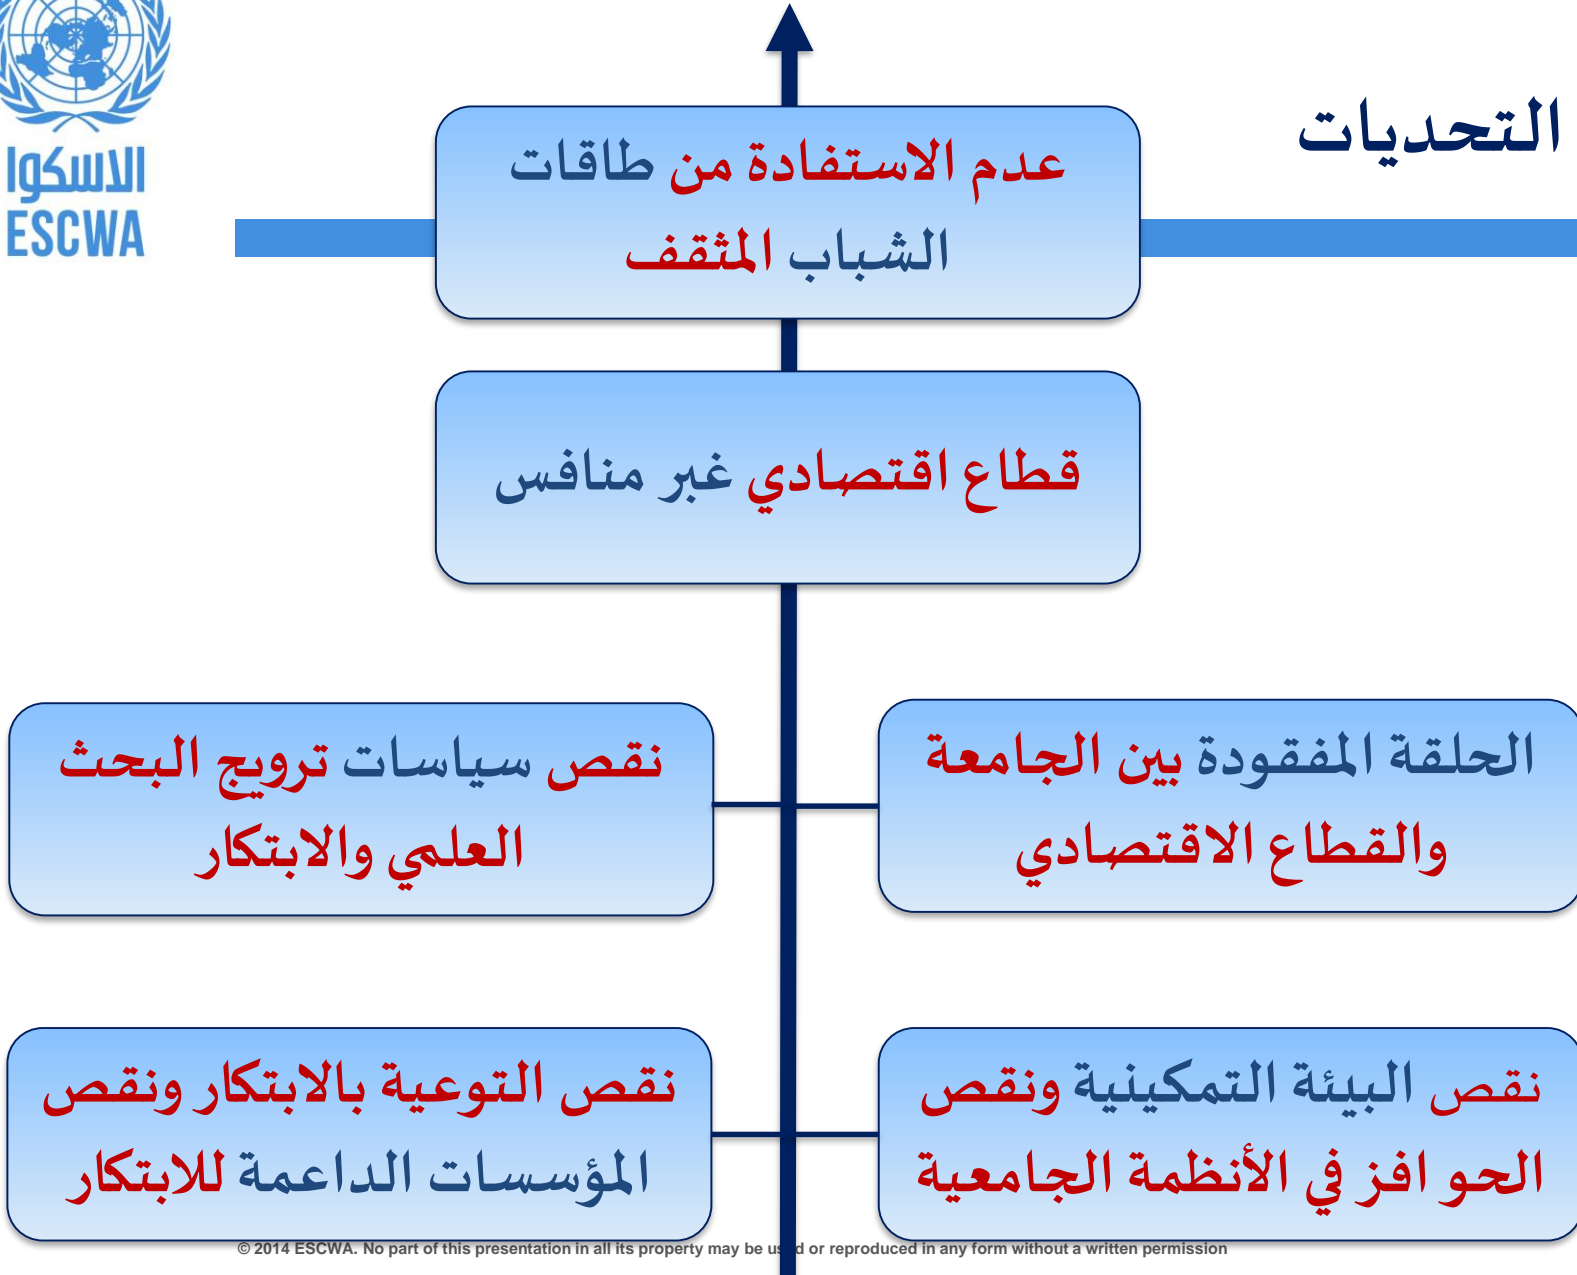 الاسكوا
ESCWA
التحديات
عدم الاستفادة من طاقات
الشباب المثقف
قطاع اقتصادي غبر منافس
الحلقة المفقودة بين الجامعة
والقطاع الاقتصادي
نقص سياسات ترويج البحث
العلمي والابتكار
نقص البيئة التمكينية ونقص
الحو افز في الأنظمة الجامعية
نقص التوعية بالابتكار ونقص
المؤسسات الداعمة للابتكار
© 2014 ESCWA. No part of this presentation in all its property may be used or reproduced in any form without a written permission